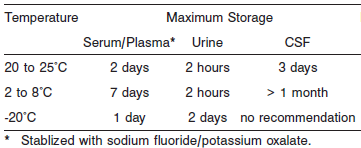 Temperature Maximum Storage
Serum/Plasma* Urine CSF
20 to 25°C 2 days 2 hours 3 days
2 to 8°C 7 days 2 hours > 1 month
-20°C 1 day 2 days no recommendation
* Stablized with sodium fluoride/potassium oxalate.